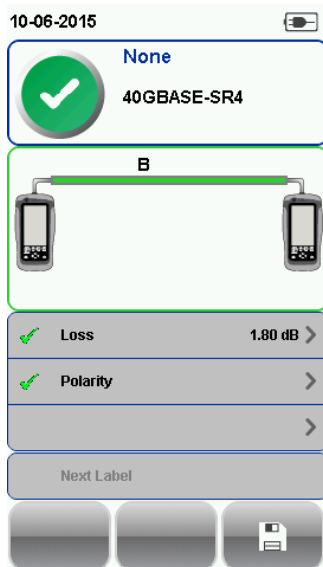 10-06-2015
None
40GBASE-SR4
B
Loss 1.80 dB
Polarity
Next Label